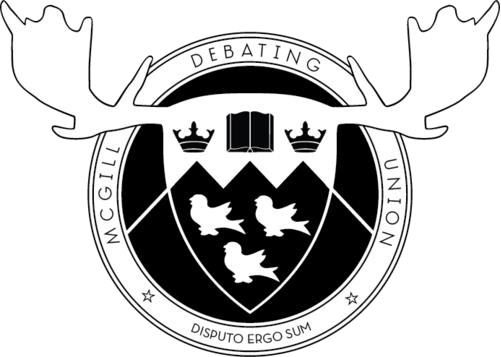 MCGILL
DEBATING
UNION
DISPUTO ERGO SUM